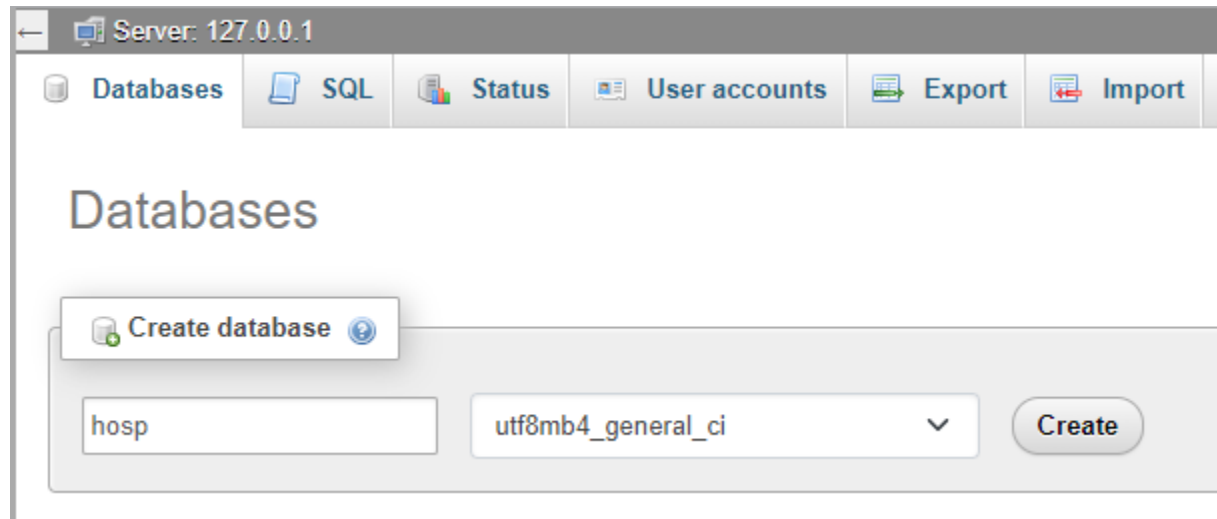 Server: 127.0.0.1
Databases SQL Status User accounts Export Import
Databases
Create database
hosp utf8mb4_general_ci Create